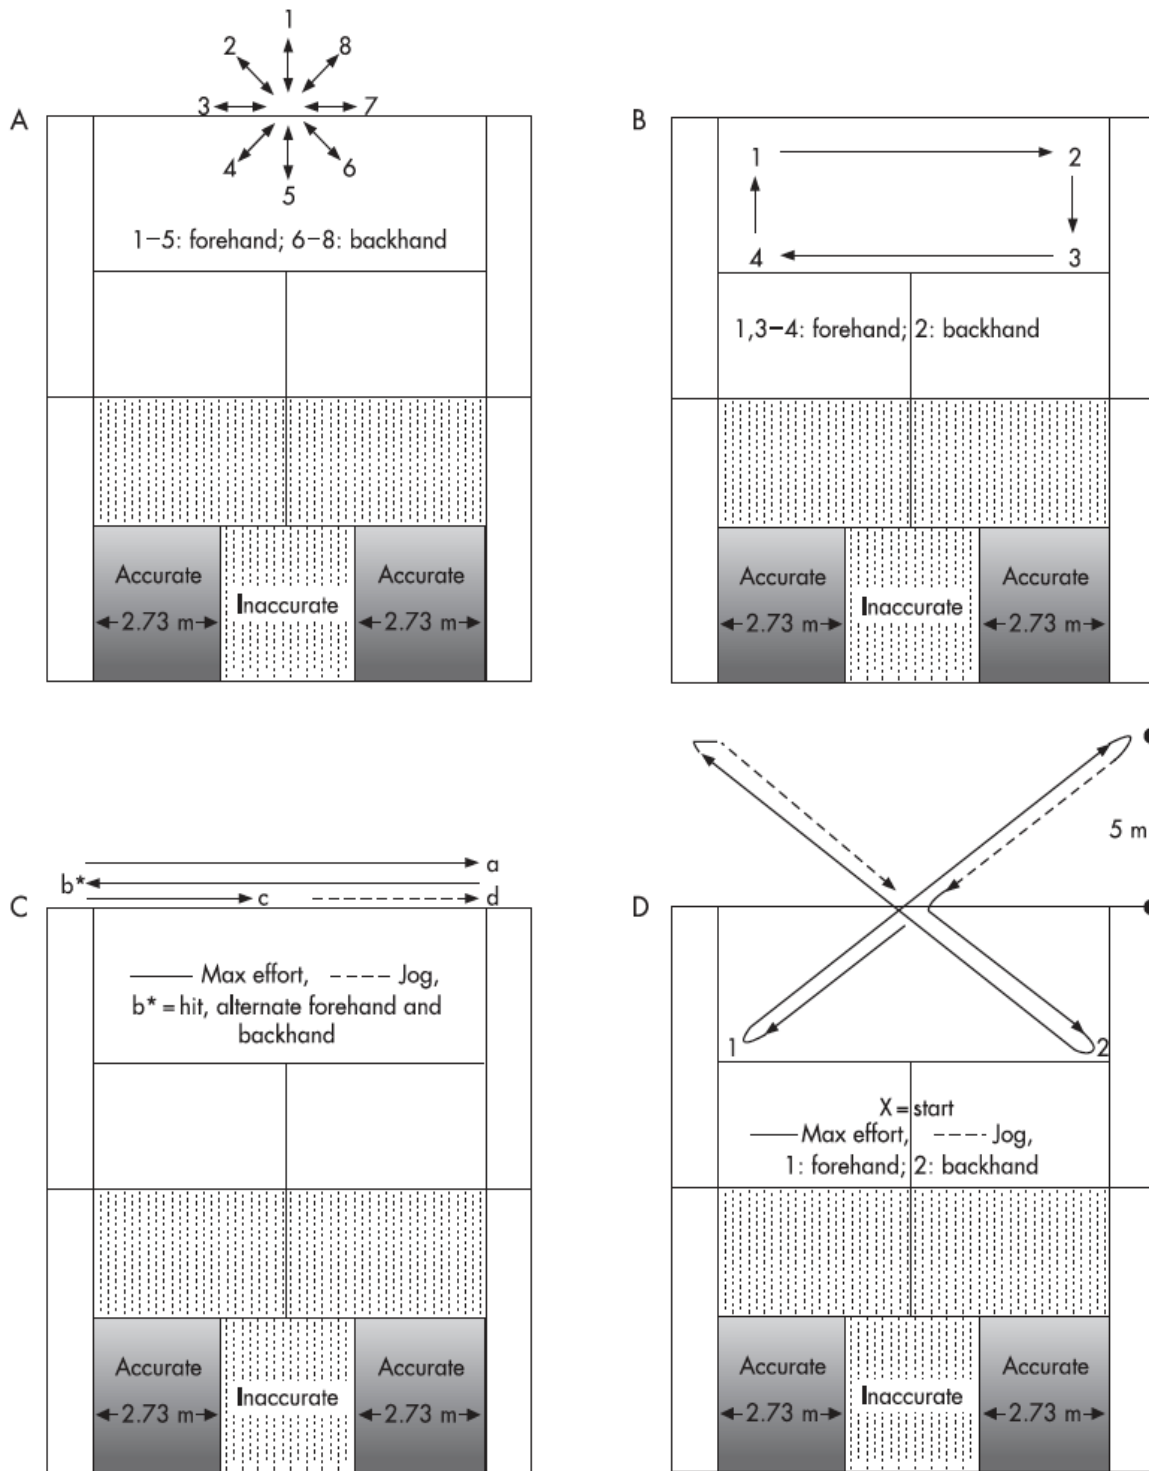 A
1
2
8
3
7
4
6
5
1–5: forehand; 6–8: backhand
Accurate
2.73 m
Inaccurate
Accurate
2.73 m
B
1
2
4
3
1,3–4: forehand; 2: backhand
Accurate
2.73 m
Inaccurate
Accurate
2.73 m
C
a
b*
c
d
Max effort, Jog,
b* = hit, alternate forehand and
backhand
Accurate
2.73 m
Inaccurate
Accurate
2.73 m
D
5 m
1
2
X = start
Max effort, Jog,
1: forehand; 2: backhand
Accurate
2.73 m
Inaccurate
Accurate
2.73 m